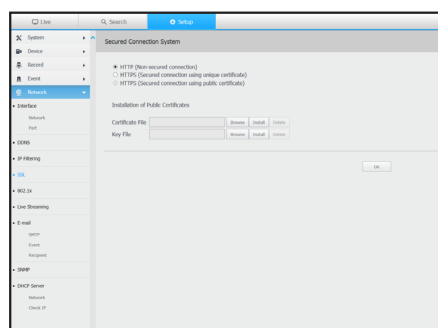 Live
Search
Setup
System
Device
Record
Event
Network
Interface
Network
Port
DDNS
IP Filtering
SSL
802.1x
Live Streaming
E-mail
SMTP
Event
Recipient
SNMP
DHCP Server
Network
Check IP
Secured Connection System
HTTP (Non-secured connection)
HTTPS (Secured connection using unique certificate)
HTTPS (Secured connection using public certificate)
Installation of Public Certificates
Certificate File Browse Install Delete
Key File Browse Install Delete
OK